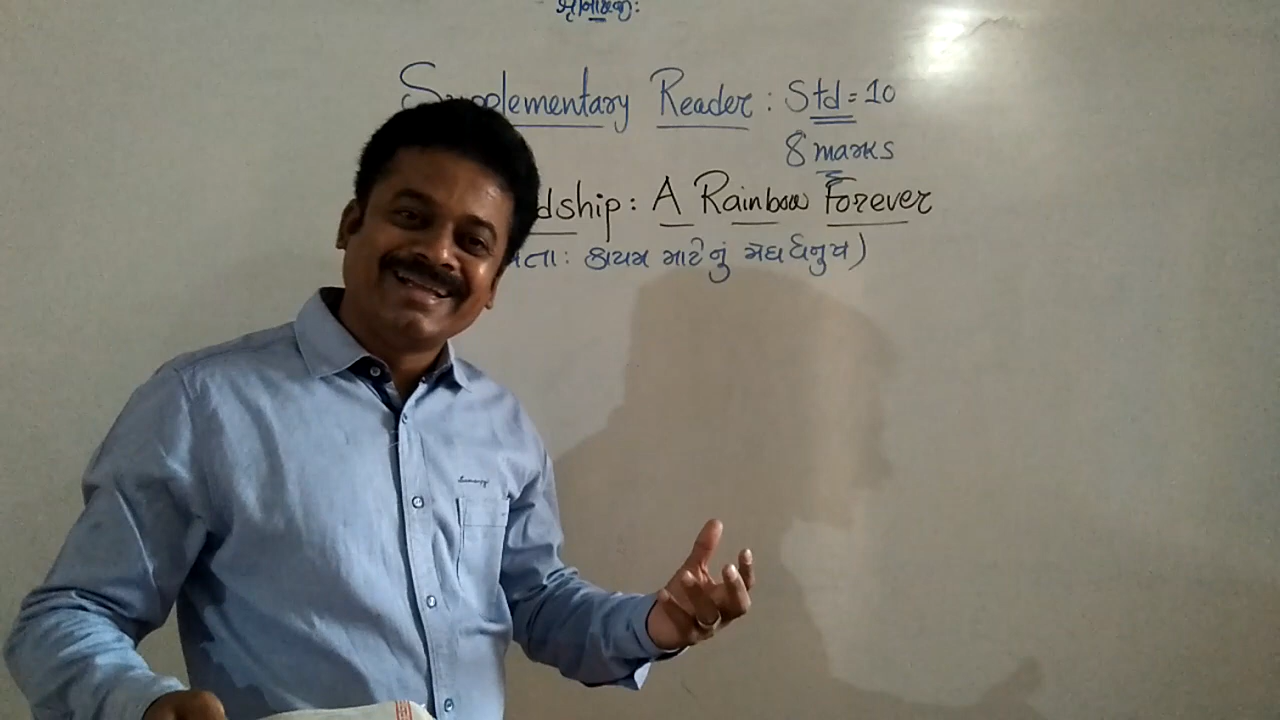 Supplementary Reader : Std = 10
8 marks
dship : A Rainbow Forever
કાયમ માટેનું મેઘધનુષ)